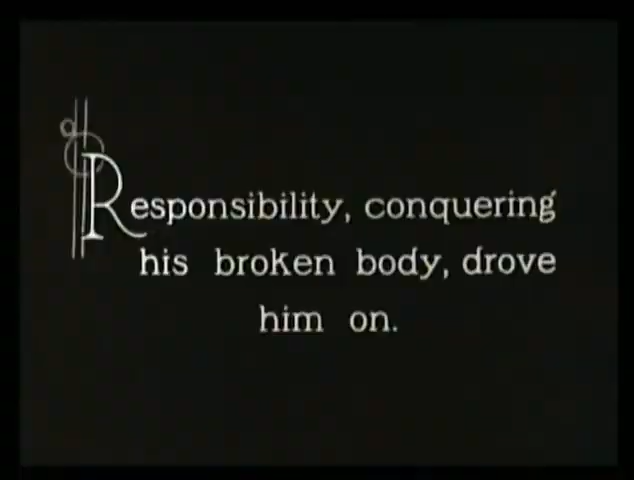 Responsibility, conquering
his broken body, drove
him on.